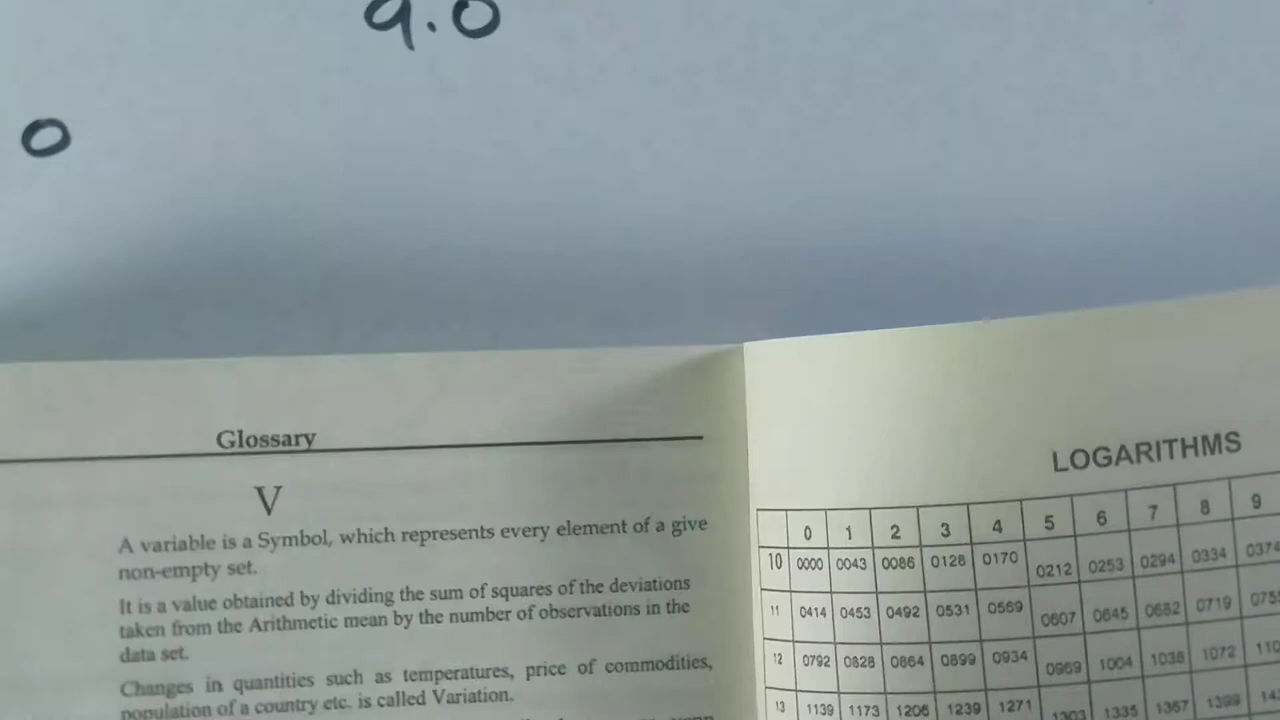 9.0
0
Glossary
V
A variable is a Symbol, which represents every element of a give
non-empty set.
It is a value obtained by dividing the sum of squares of the deviations
taken from the Arithmetic mean by the number of observations in the
data set.
Changes in quantities such as temperatures, price of commodities,
population of a country etc. is called Variation.
LOGARITHMS
0 1 2 3 4 5 6 7 8 9
10 0000 0043 0086 0128 0170 0212 0253 0294 0334 0374
11 0414 0453 0492 0531 0569 0607 0645 0682 0719
12 0792 0828 0864 0899 0934 0969 1004 1038 1072
13 1139 1173 1206 1239 1271 1303 1335 1367 1399